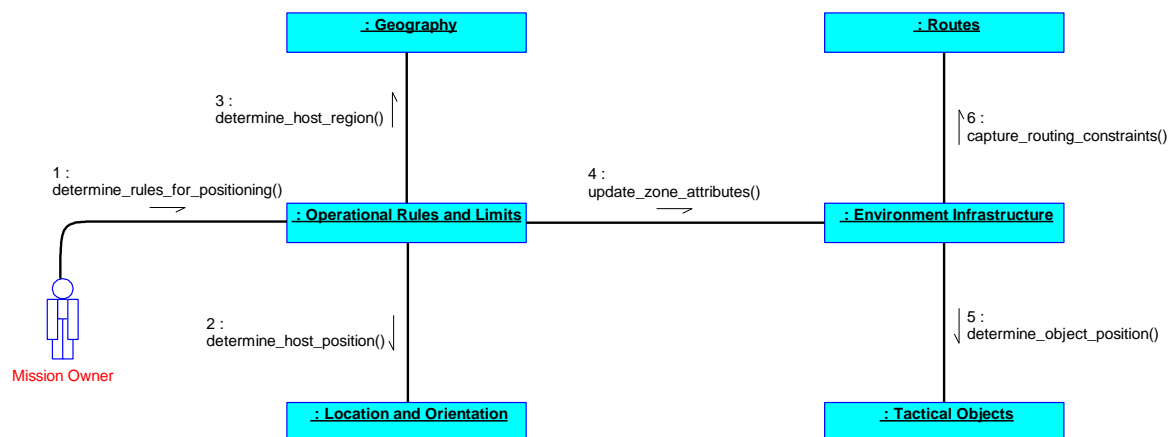 : Geography
: Routes
3 :
determine_host_region()
6 :
capture_routing_constraints()
1 :
determine_rules_for_positioning()
4 :
update_zone_attributes()
: Operational Rules and Limits
: Environment Infrastructure
2 :
determine_host_position()
5 :
determine_object_position()
Mission Owner
: Location and Orientation
: Tactical Objects